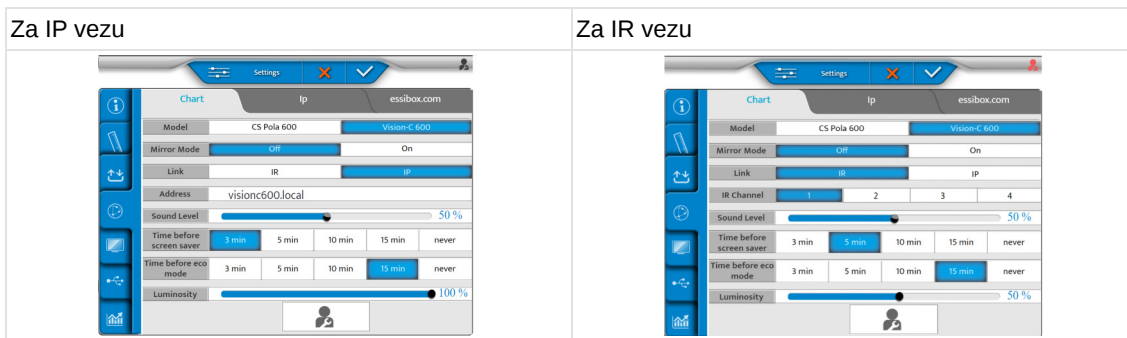 Za IP vezu
Settings
Chart Ip essibox.com
Model CS Pola 600 Vision-C 600
Mirror Mode Off On
Link IR IP
Address visionc600.local
Sound Level 50 %
Time before
screen saver 3 min 5 min 10 min 15 min never
Time before eco
mode 3 min 5 min 10 min 15 min never
Luminosity 100 %
Za IR vezu
Settings
Chart Ip essibox.com
Model CS Pola 600 Vision-C 600
Mirror Mode Off On
Link IR IP
IR Channel 1 2 3 4
Sound Level 50 %
Time before
screen saver 3 min 5 min 10 min 15 min never
Time before eco
mode 3 min 5 min 10 min 15 min never
Luminosity 50 %